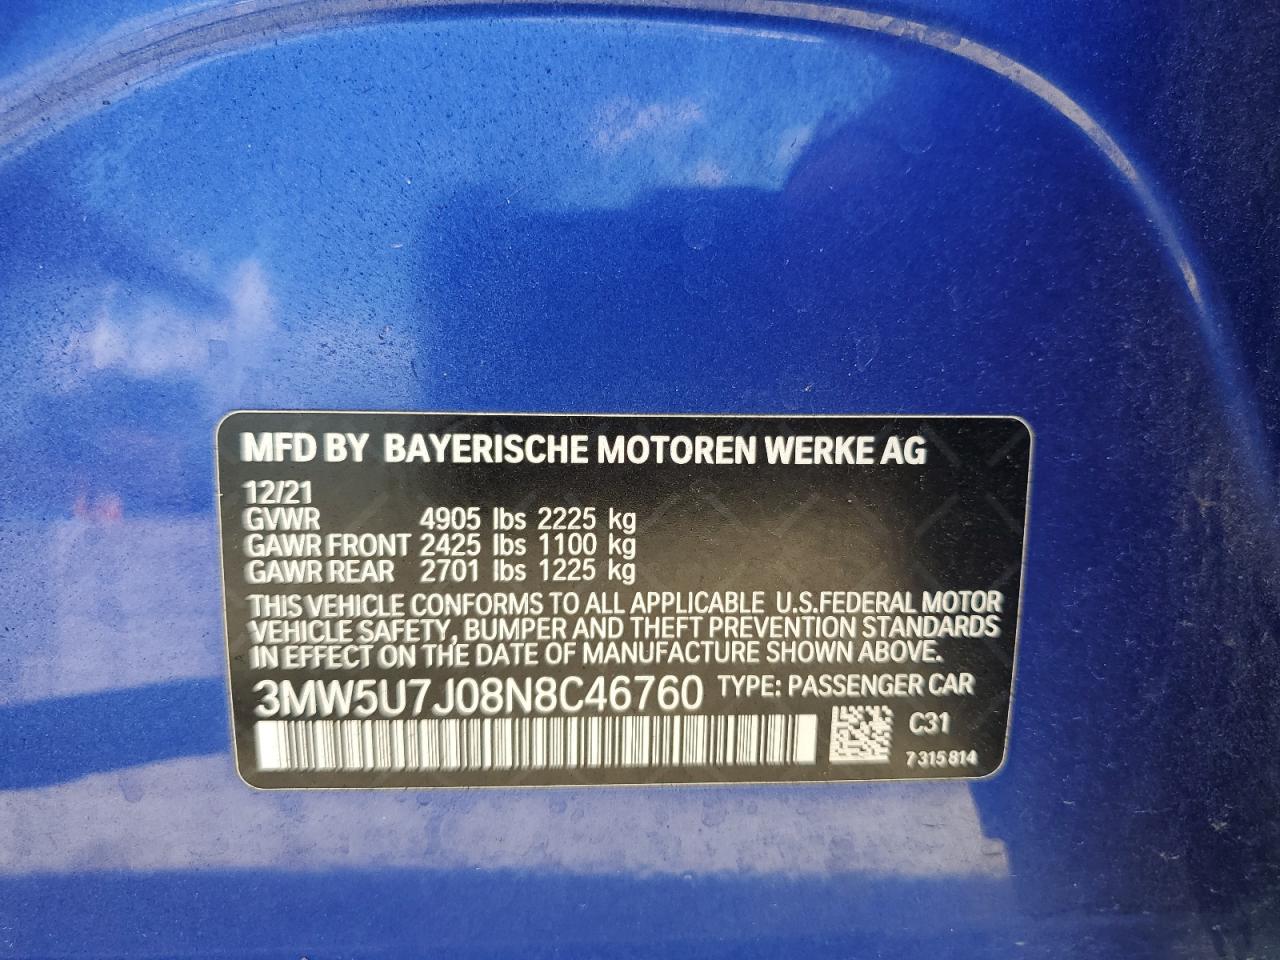 MFD BY BAYERISCHE MOTOREN WERKE AG
12/21
GVWR 4905 lbs 2225 kg
GAWR FRONT 2425 lbs 1100 kg
GAWR REAR 2701 lbs 1225 kg
THIS VEHICLE CONFORMS TO ALL APPLICABLE U.S.FEDERAL MOTOR
VEHICLE SAFETY, BUMPER AND THEFT PREVENTION STANDARDS
IN EFFECT ON THE DATE OF MANUFACTURE SHOWN ABOVE.
3MW5U7J08N8C46760 TYPE: PASSENGER CAR
C31
7 315 814